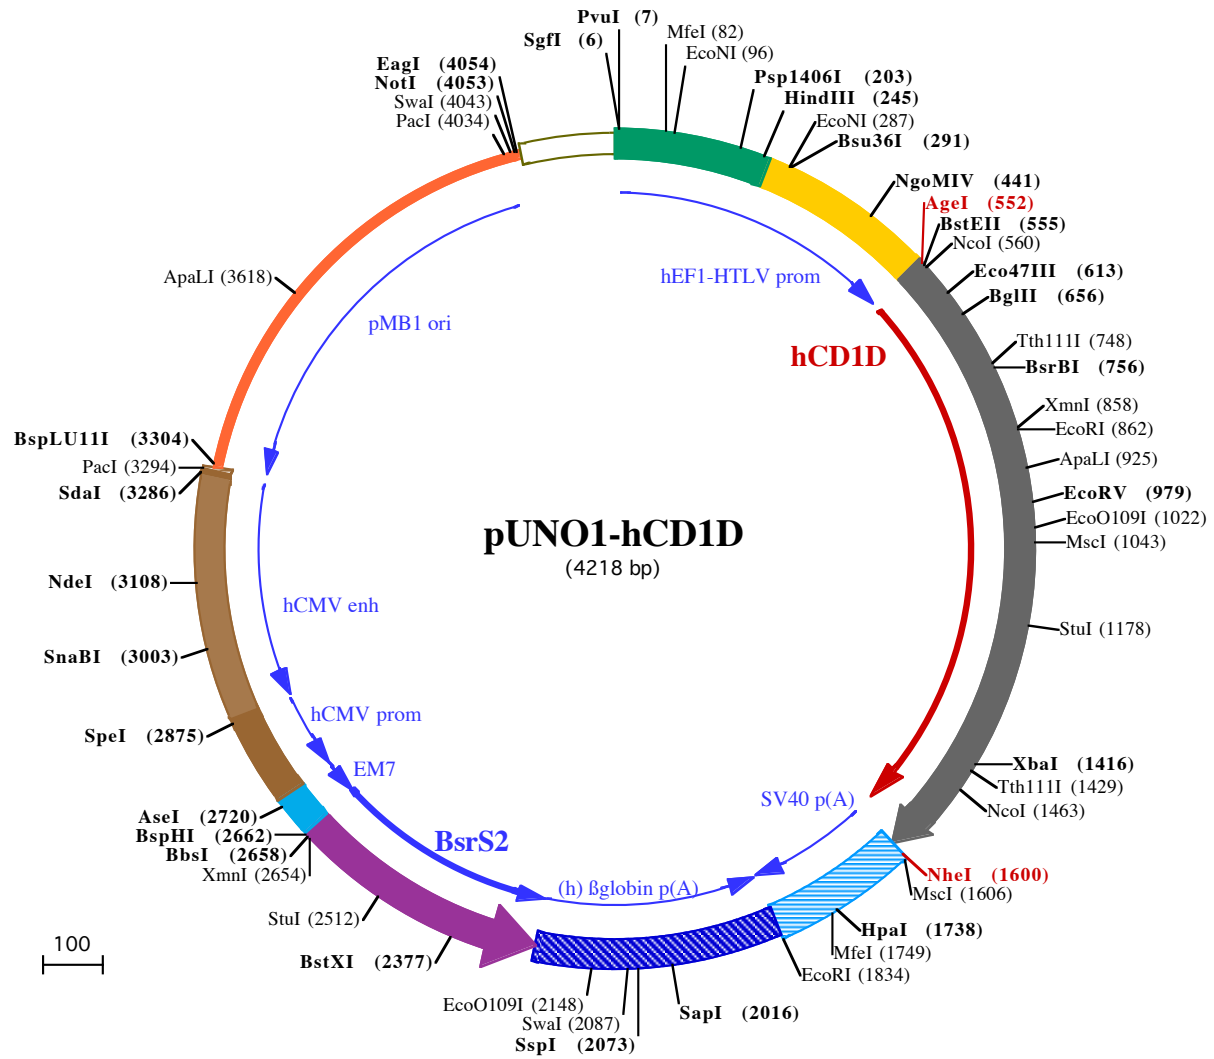 PvuI (7)
SgfI (6)
MfeI (82)
EcoNI (96)
Psp1406I (203)
HindIII (245)
EcoNI (287)
Bsu36I (291)
NgoMIV (441)
AgeI (552)
BstEII (555)
NcoI (560)
Eco47III (613)
BglII (656)
Tth111I (748)
BsrBI (756)
XmnI (858)
EcoRI (862)
ApaLI (925)
EcoRV (979)
EcoO109I (1022)
MscI (1043)
StuI (1178)
XbaI (1416)
Tth111I (1429)
NcoI (1463)
NheI (1600)
MscI (1606)
HpaI (1738)
MfeI (1749)
EcoRI (1834)
SapI (2016)
SspI (2073)
SwaI (2087)
EcoO109I (2148)
BstXI (2377)
StuI (2512)
XmnI (2654)
BbsI (2658)
BspHI (2662)
AseI (2720)
SpeI (2875)
SnaBI (3003)
NdeI (3108)
SdaI (3286)
PacI (3294)
BspLU11I (3304)
ApaLI (3618)
PacI (4034)
SwaI (4043)
NotI (4053)
EagI (4054)
hEF1-HTLV prom
hCD1D
SV40 p(A)
(h) ßglobin p(A)
BsrS2
EM7
hCMV prom
hCMV enh
pMB1 ori
pUNO1-hCD1D
(4218 bp)
100